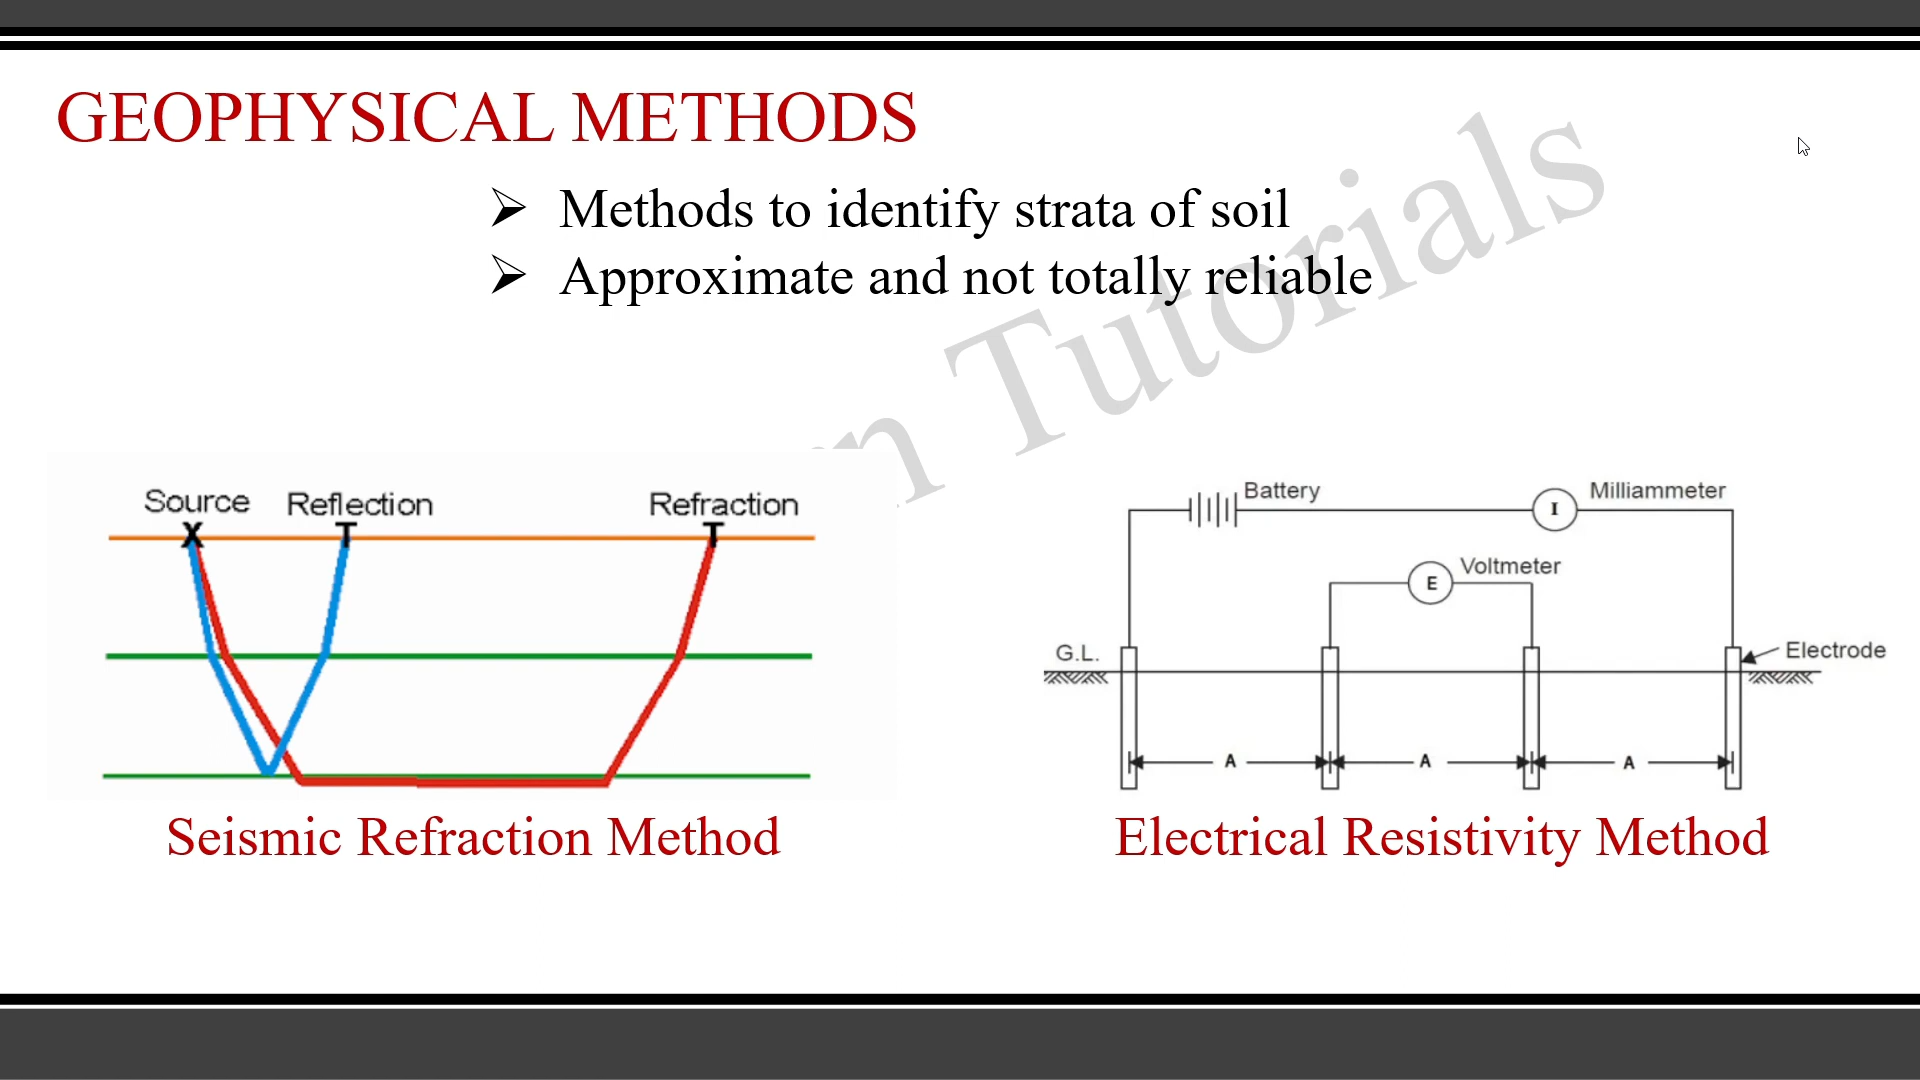 GEOPHYSICAL METHODS
➢ Methods to identify strata of soil
➢ Approximate and not totally reliable
Tutorials
Source Reflection Refraction
X T T
Seismic Refraction Method
Battery I Milliammeter
E Voltmeter
G.L. Electrode
A A A
Electrical Resistivity Method